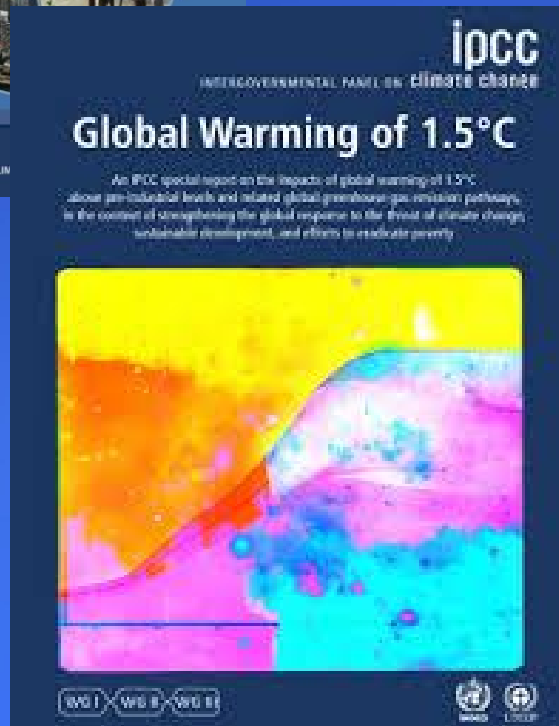 ipcc
INTERGOVERNMENTAL PANEL ON climate change
Global Warming of 1.5°C
An IPCC special report on the impacts of global warming of 1.5°C
above pre-industrial levels and related global greenhouse gas emission pathways,
in the context of strengthening the global response to the threat of climate change,
sustainable development, and efforts to eradicate poverty
WG I WG II WG III